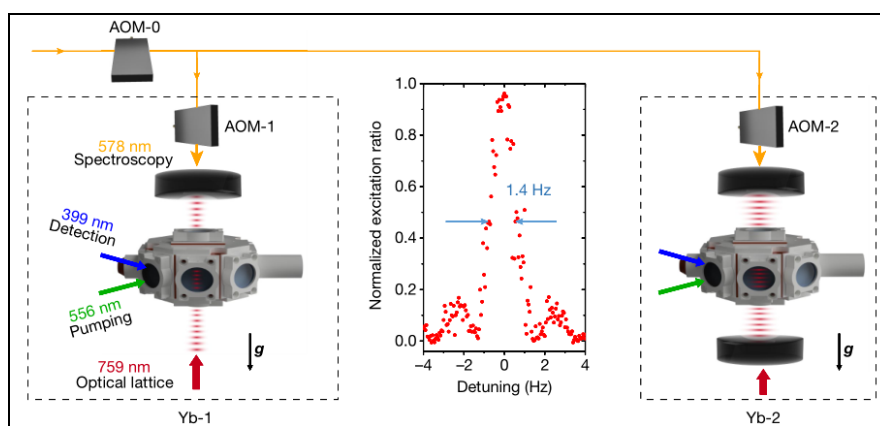 AOM-0
AOM-1
578 nm
Spectroscopy
399 nm
Detection
556 nm
Pumping
g
759 nm
Optical lattice
Yb-1
Normalized excitation ratio
1.0
0.8
0.6
0.4
0.2
0.0
1.4 Hz
−4 −2 0 2 4
Detuning (Hz)
AOM-2
g
Yb-2